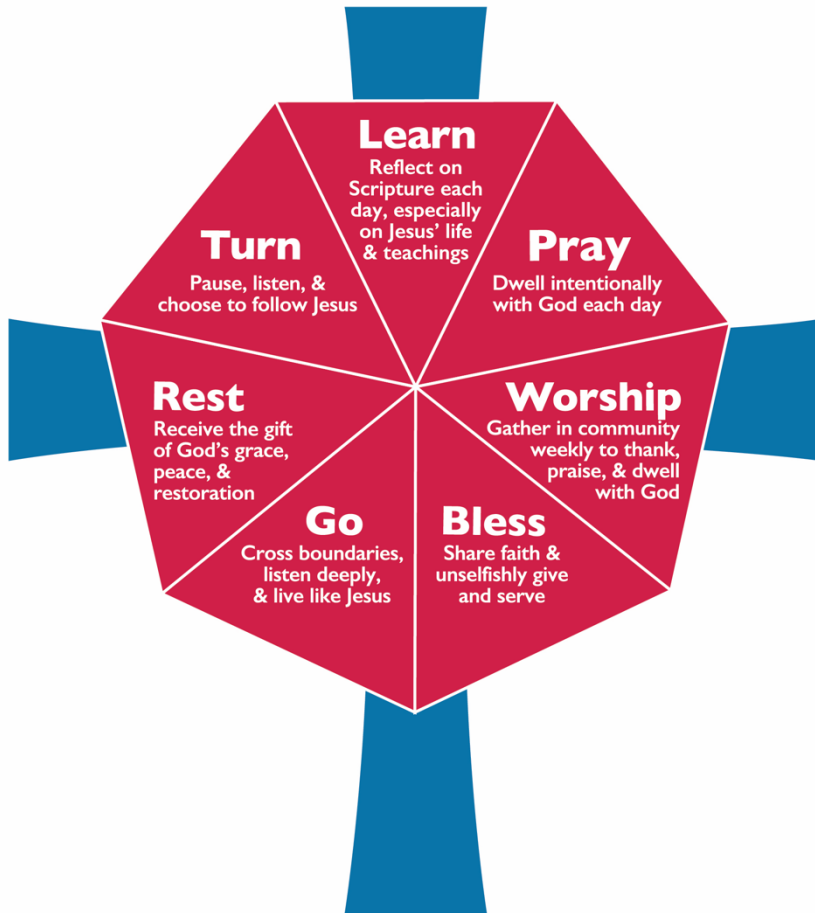 Learn
Reflect on
Scripture each
day, especially
on Jesus’ life
& teachings
Pray
Dwell intentionally
with God each day
Worship
Gather in community
weekly to thank,
praise, & dwell
with God
Bless
Share faith &
unselfishly give
and serve
Go
Cross boundaries,
listen deeply,
& live like Jesus
Rest
Receive the gift
of God’s grace,
peace, &
restoration
Turn
Pause, listen, &
choose to follow Jesus